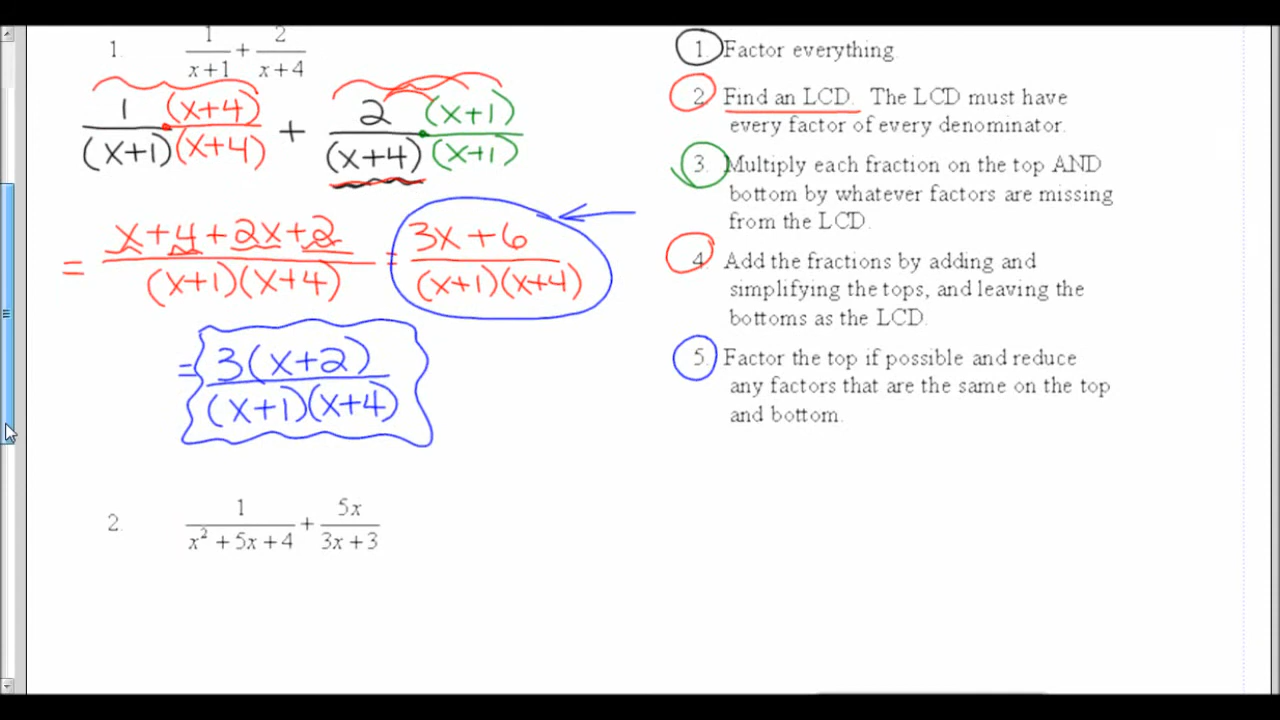 1. 1/(x+1) + 2/(x+4)
1/(x+1) · (x+4)/(x+4) + 2/(x+4) · (x+1)/(x+1)
= (x+4+2x+2)/((x+1)(x+4)) = (3x+6)/((x+1)(x+4))
= 3(x+2)/((x+1)(x+4))
2. 1/(x² + 5x + 4) + 5x/(3x + 3)
1. Factor everything.
2. Find an LCD. The LCD must have
every factor of every denominator.
3. Multiply each fraction on the top AND
bottom by whatever factors are missing
from the LCD.
4. Add the fractions by adding and
simplifying the tops, and leaving the
bottoms as the LCD.
5. Factor the top if possible and reduce
any factors that are the same on the top
and bottom.